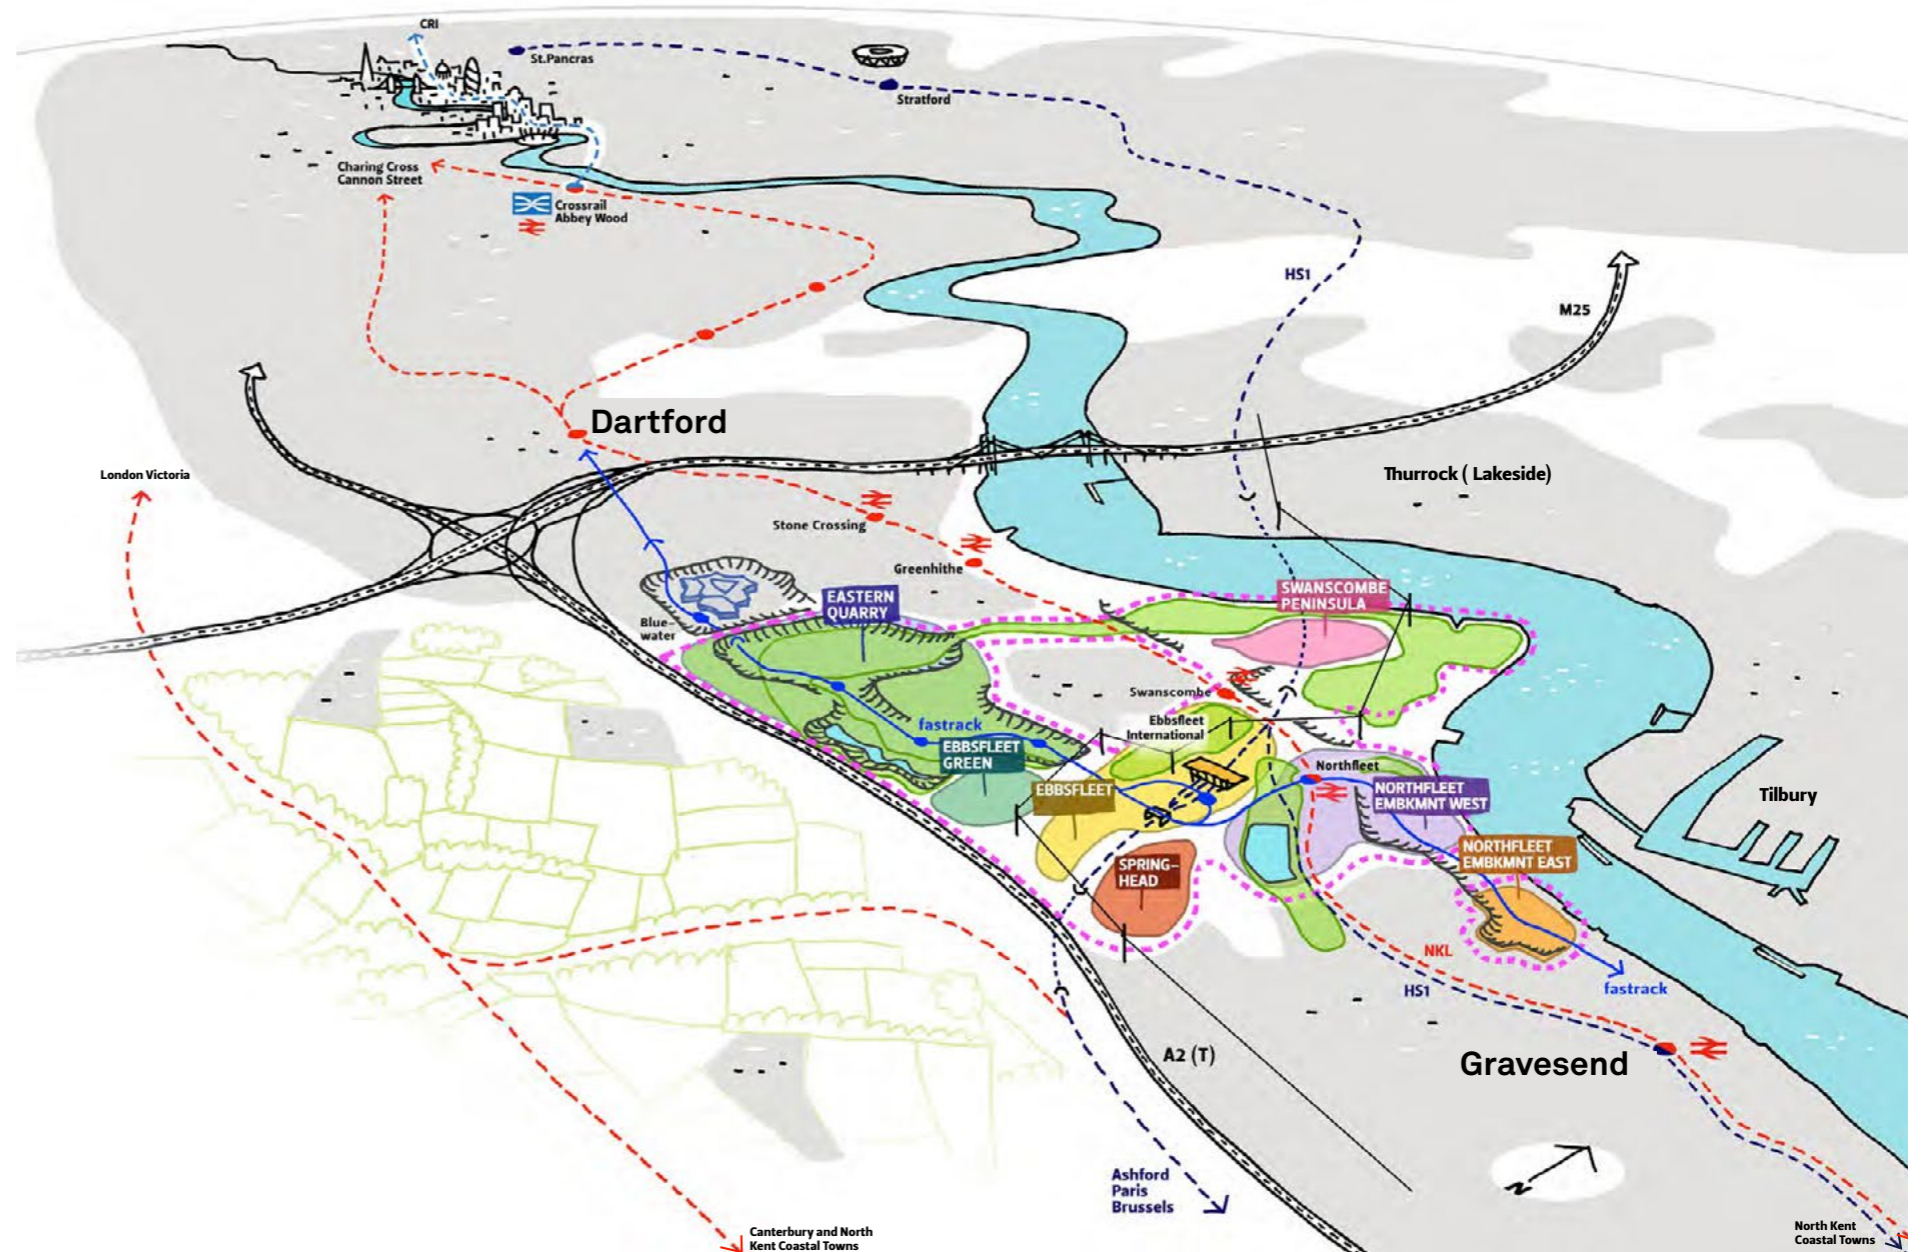 CRI
St.Pancras
Stratford
Charing Cross
Cannon Street
Crossrail
Abbey Wood
HS1
M25
Dartford
London Victoria
Thurrock ( Lakeside)
Stone Crossing
Greenhithe
EASTERN
QUARRY
SWANSCOMBE
PENINSULA
Blue-
water
Swanscombe
fastrack
Ebbsfleet
International
EBBSFLEET
GREEN
Northfleet
EBBSFLEET
NORTHFLEET
EMBKMNT WEST
Tilbury
NORTHFLEET
EMBKMNT EAST
SPRING-
HEAD
NKL
HS1
fastrack
A2 (T)
Gravesend
N
Ashford
Paris
Brussels
Canterbury and North
Kent Coastal Towns
North Kent
Coastal Towns